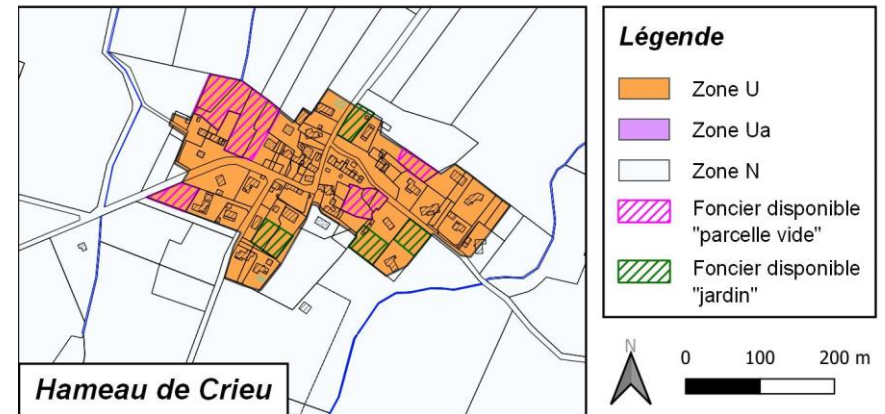 Légende
Zone U
Zone Ua
Zone N
Foncier disponible
"parcelle vide"
Foncier disponible
"jardin"
N
0 100 200 m
Hameau de Crieu